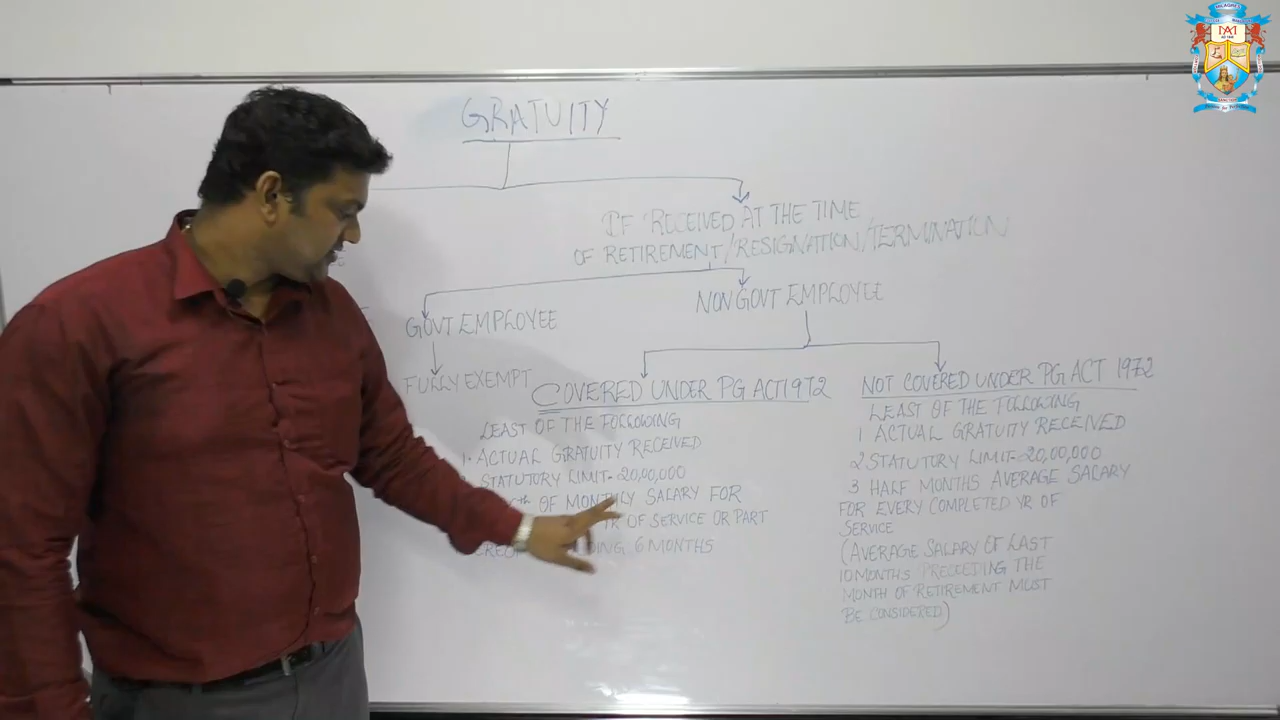 GRATUITY
IF RECEIVED AT THE TIME
OF RETIREMENT/RESIGNATION/TERMINATION
GOVT EMPLOYEE
FULLY EXEMPT
NON GOVT EMPLOYEE
COVERED UNDER PG ACT 1972
LEAST OF THE FOLLOWING
1. ACTUAL GRATUITY RECEIVED
STATUTORY LIMIT- 20,00,000
OF MONTHLY SALARY FOR
YR OF SERVICE OR PART
6 MONTHS
NOT COVERED UNDER PG ACT 1972
LEAST OF THE FOLLOWING
1 ACTUAL GRATUITY RECEIVED
2 STATUTORY LIMIT- 20,00,000
3 HALF MONTHS AVERAGE SALARY
FOR EVERY COMPLETED YR OF
SERVICE
(AVERAGE SALARY OF LAST
10 MONTHS PRECEDING THE
MONTH OF RETIREMENT MUST
BE CONSIDERED)